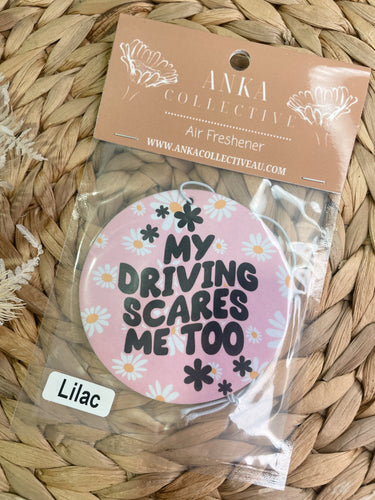 ANKA
COLLECTIVE
Air Freshener
WWW.ANKACOLLECTIVEAU.COM
MY
DRIVING
SCARES
ME TOO
Lilac